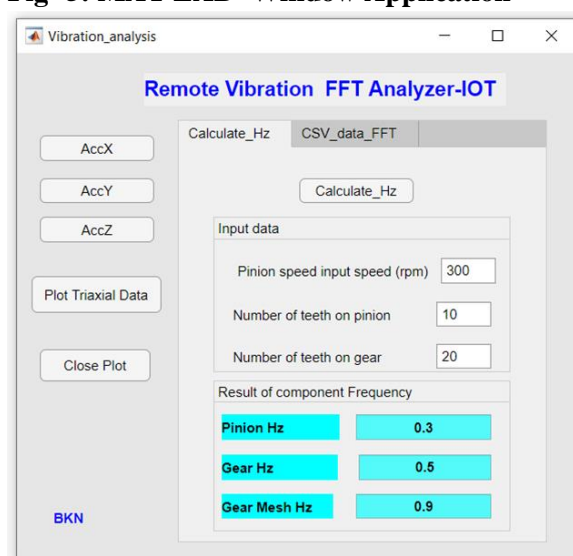 Vibration_analysis
Remote Vibration FFT Analyzer-IOT
AccX
AccY
AccZ
Plot Triaxial Data
Close Plot
BKN
Calculate_Hz
CSV_data_FFT
Calculate_Hz
Input data
Pinion speed input speed (rpm) 300
Number of teeth on pinion 10
Number of teeth on gear 20
Result of component Frequency
Pinion Hz 0.3
Gear Hz 0.5
Gear Mesh Hz 0.9